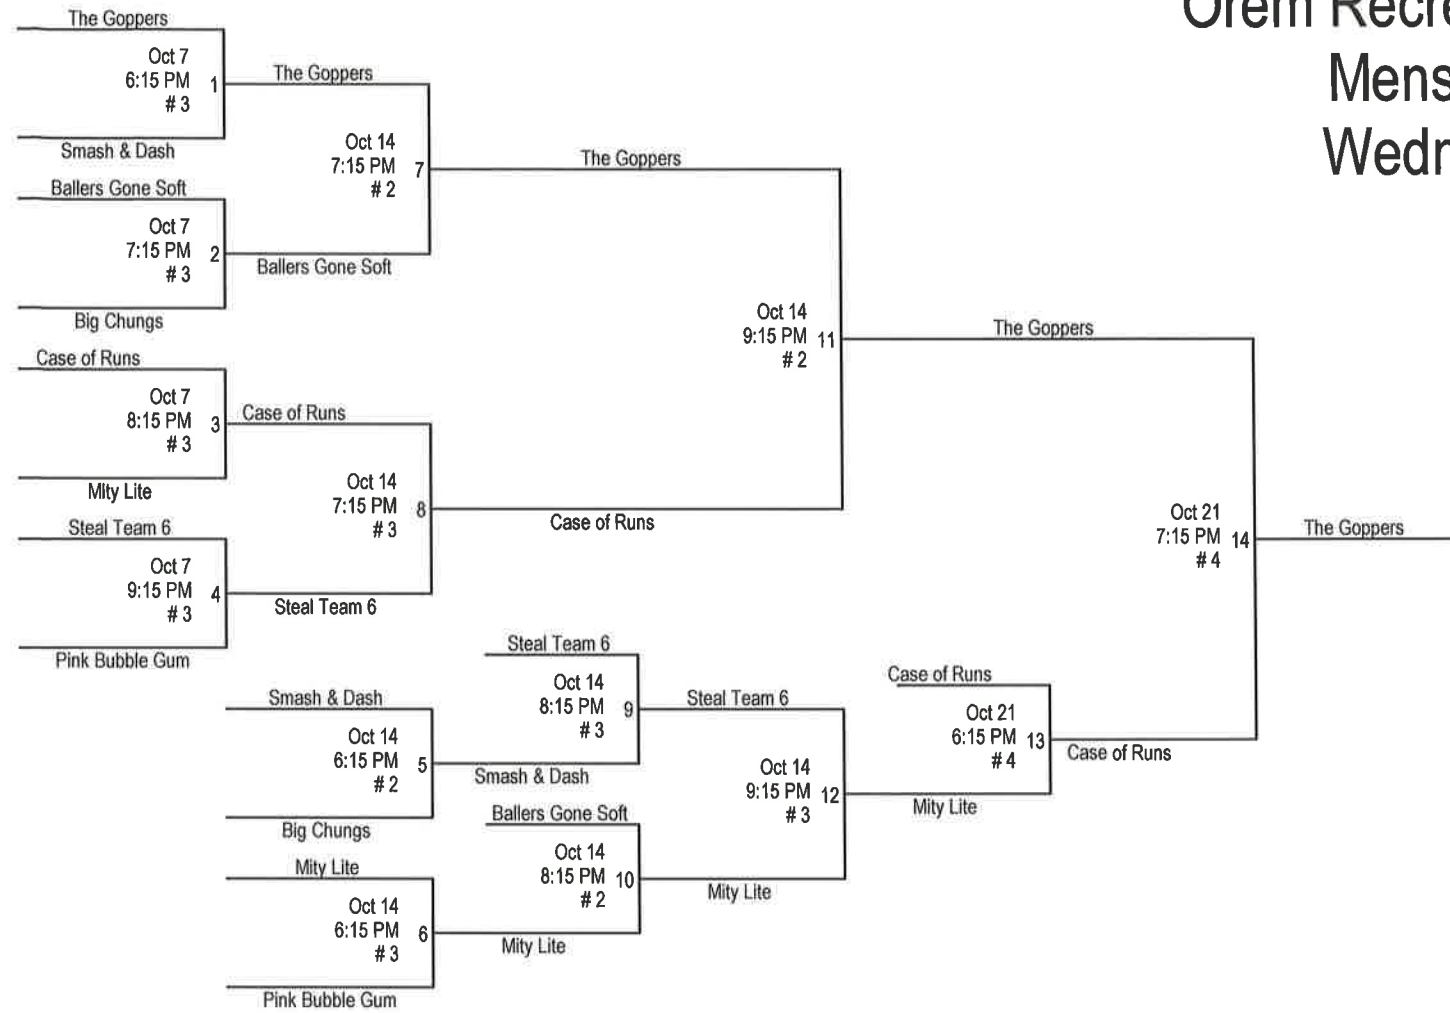 Orem Recre
Mens
Wedn
The Goppers
Oct 7
6:15 PM 1
# 3
Smash & Dash
The Goppers
Ballers Gone Soft
Oct 7
7:15 PM 2
# 3
Big Chungs
Ballers Gone Soft
Oct 14
7:15 PM 7
# 2
The Goppers
Case of Runs
Oct 7
8:15 PM 3
# 3
Mity Lite
Case of Runs
Steal Team 6
Oct 7
9:15 PM 4
# 3
Pink Bubble Gum
Steal Team 6
Oct 14
7:15 PM 8
# 3
Case of Runs
Oct 14
9:15 PM 11
# 2
The Goppers
Smash & Dash
Oct 14
6:15 PM 5
# 2
Big Chungs
Mity Lite
Oct 14
6:15 PM 6
# 3
Pink Bubble Gum
Steal Team 6
Oct 14
8:15 PM 9
# 3
Smash & Dash
Steal Team 6
Ballers Gone Soft
Oct 14
8:15 PM 10
# 2
Mity Lite
Mity Lite
Oct 14
9:15 PM 12
# 3
Case of Runs
Oct 21
6:15 PM 13
# 4
Mity Lite
Case of Runs
Oct 21
7:15 PM 14
# 4
The Goppers